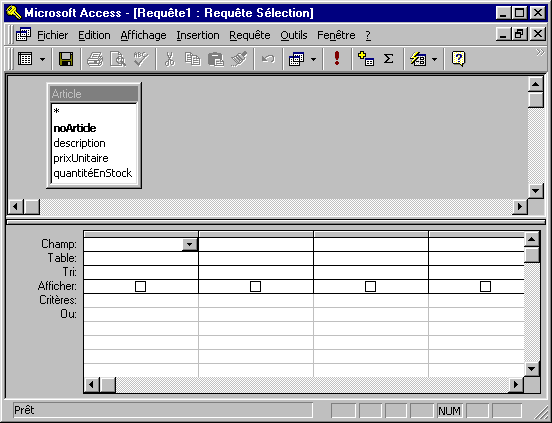 Microsoft Access - [Requête1 : Requête Sélection]
Fichier Edition Affichage Insertion Requête Outils Fenêtre ?
Article
*
noArticle
description
prixUnitaire
quantitéEnStock
Champ:
Table:
Tri:
Afficher:
Critères:
Ou:
Prêt NUM